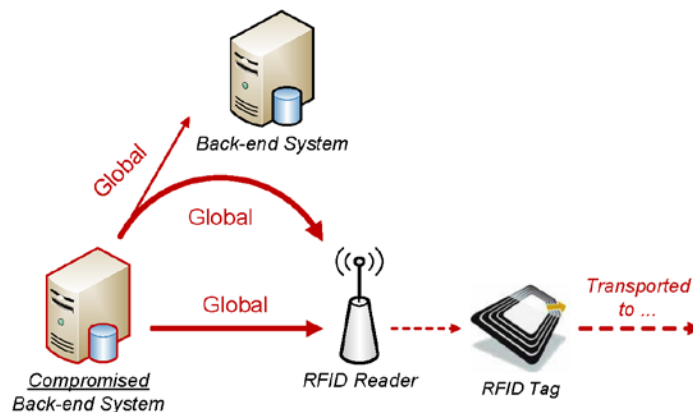 Back-end System
Global
Global
Global
Transported
to ...
Compromised
Back-end System
RFID Reader
RFID Tag